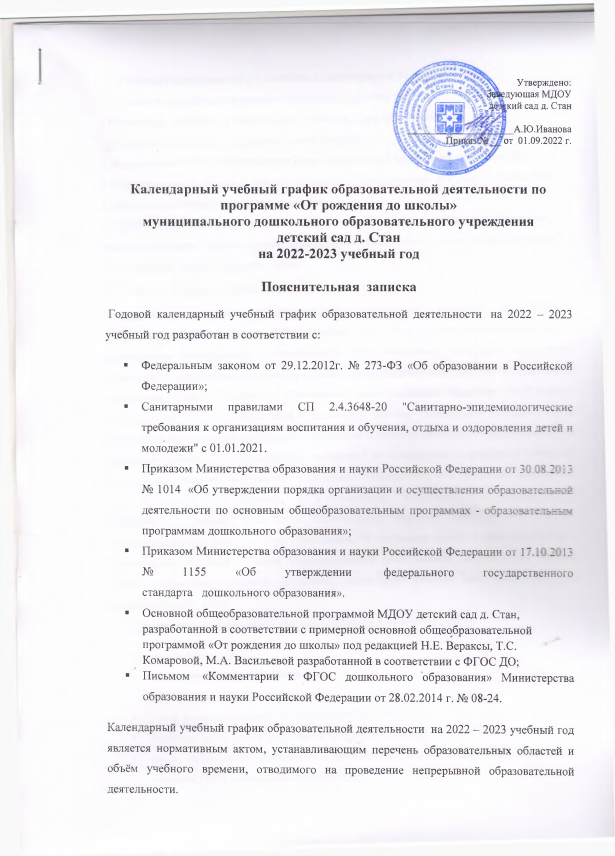 Утверждено:
Заведующая МДОУ
детский сад д. Стан
А.Ю.Иванова
Приказ № от 01.09.2022 г.
Календарный учебный график образовательной деятельности по
программе «От рождения до школы»
муниципального дошкольного образовательного учреждения
детский сад д. Стан
на 2022-2023 учебный год
Пояснительная записка
Годовой календарный учебный график образовательной деятельности на 2022 – 2023
учебный год разработан в соответствии с:
▪ Федеральным законом от 29.12.2012г. № 273-ФЗ «Об образовании в Российской
Федерации»;
▪ Санитарными правилами СП 2.4.3648-20 "Санитарно-эпидемиологические
требования к организациям воспитания и обучения, отдыха и оздоровления детей и
молодежи" с 01.01.2021.
▪ Приказом Министерства образования и науки Российской Федерации от 30.08.2013
№ 1014 «Об утверждении порядка организации и осуществления образовательной
деятельности по основным общеобразовательным программах - образовательным
программам дошкольного образования»;
▪ Приказом Министерства образования и науки Российской Федерации от 17.10.2013
№ 1155 «Об утверждении федерального государственного
стандарта дошкольного образования».
▪ Основной общеобразовательной программой МДОУ детский сад д. Стан,
разработанной в соответствии с примерной основной общеобразовательной
программой «От рождения до школы» под редакцией Н.Е. Вераксы, Т.С.
Комаровой, М.А. Васильевой разработанной в соответствии с ФГОС ДО;
▪ Письмом «Комментарии к ФГОС дошкольного образования» Министерства
образования и науки Российской Федерации от 28.02.2014 г. № 08-24.
Календарный учебный график образовательной деятельности на 2022 – 2023 учебный год
является нормативным актом, устанавливающим перечень образовательных областей и
объём учебного времени, отводимого на проведение непрерывной образовательной
деятельности.